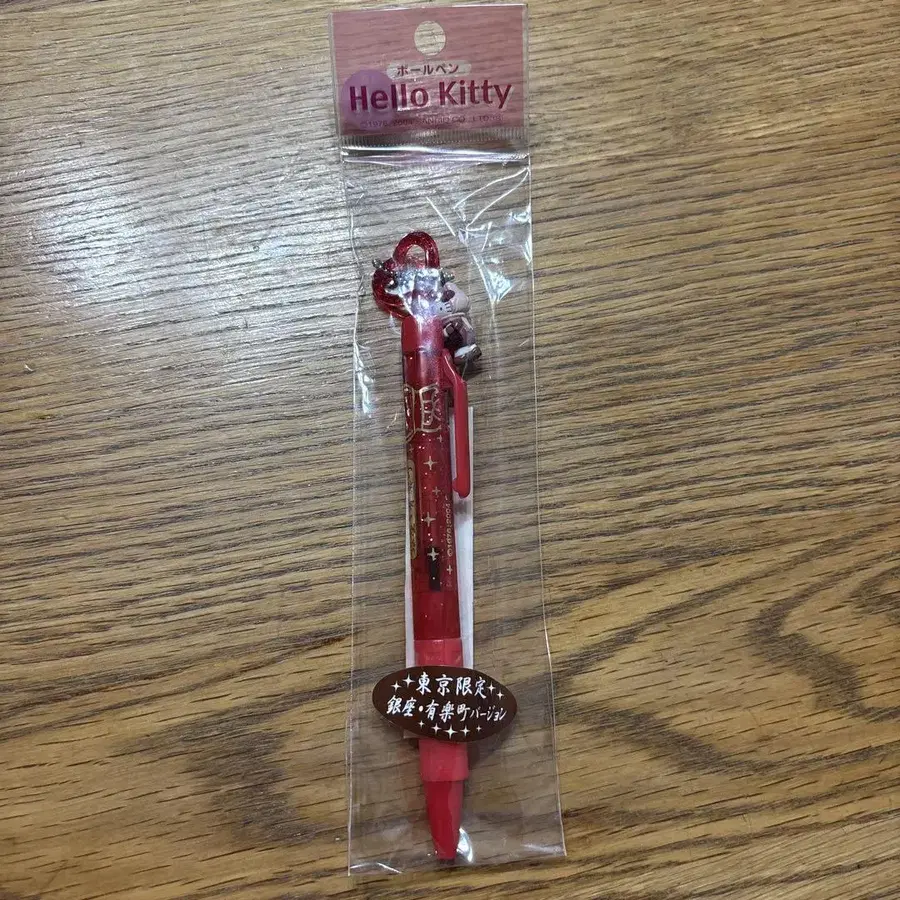 ボールペン
Hello Kitty
東京限定
銀座・有楽町バージョン